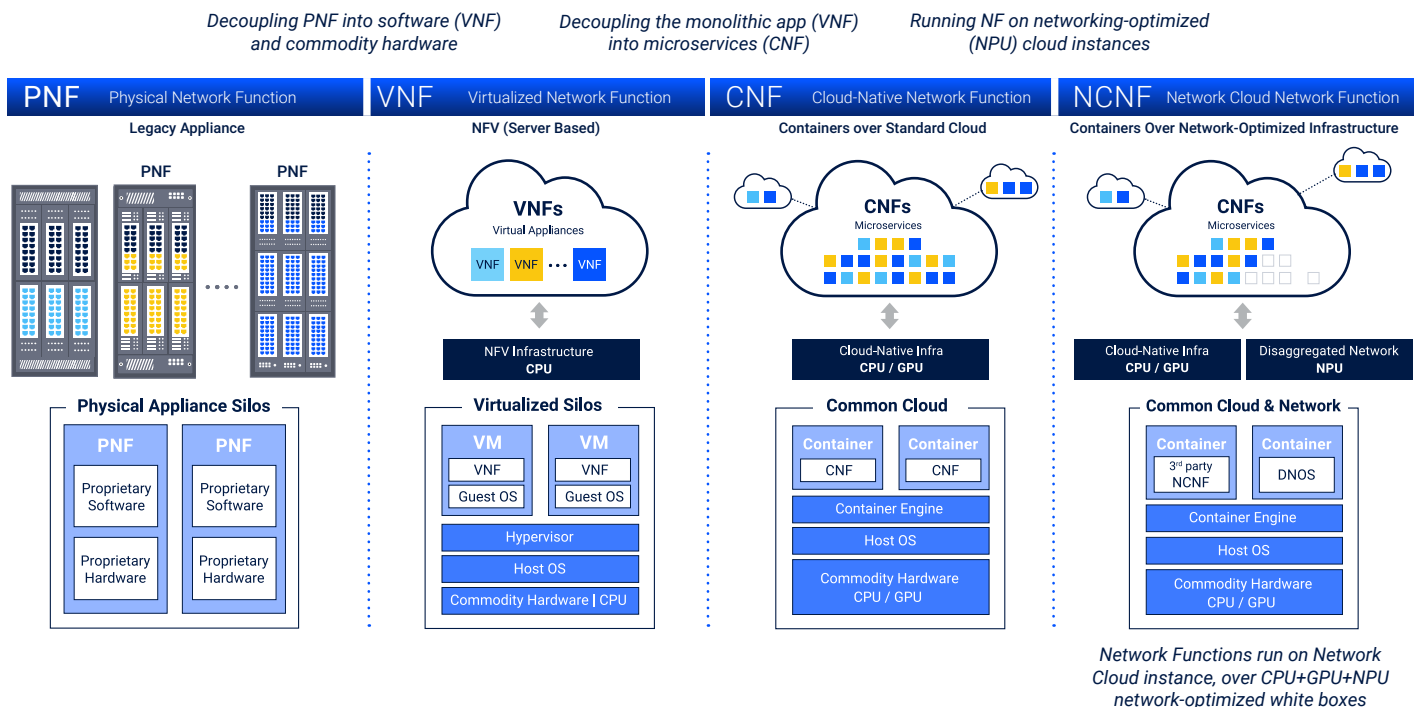 Decoupling PNF into software (VNF)
and commodity hardware
Decoupling the monolithic app (VNF)
into microservices (CNF)
Running NF on networking-optimized
(NPU) cloud instances
PNF Physical Network Function
Legacy Appliance
PNF
PNF
Physical Appliance Silos
PNF
Proprietary
Software
Proprietary
Hardware
PNF
Proprietary
Software
Proprietary
Hardware
VNF Virtualized Network Function
NFV (Server Based)
VNFs
Virtual Appliances
VNF VNF VNF
NFV Infrastructure
CPU
Virtualized Silos
VM
VNF
Guest OS
VM
VNF
Guest OS
Hypervisor
Host OS
Commodity Hardware | CPU
CNF Cloud-Native Network Function
Containers over Standard Cloud
CNFs
Microservices
Cloud-Native Infra
CPU / GPU
Common Cloud
Container
CNF
Container
CNF
Container Engine
Host OS
Commodity Hardware
CPU / GPU
NCNF Network Cloud Network Function
Containers Over Network-Optimized Infrastructure
CNFs
Microservices
Cloud-Native Infra
CPU / GPU
Disaggregated Network
NPU
Common Cloud & Network
Container
3rd party
NCNF
Container
DNOS
Container Engine
Host OS
Commodity Hardware
CPU / GPU
Network Functions run on Network
Cloud instance, over CPU+GPU+NPU
network-optimized white boxes